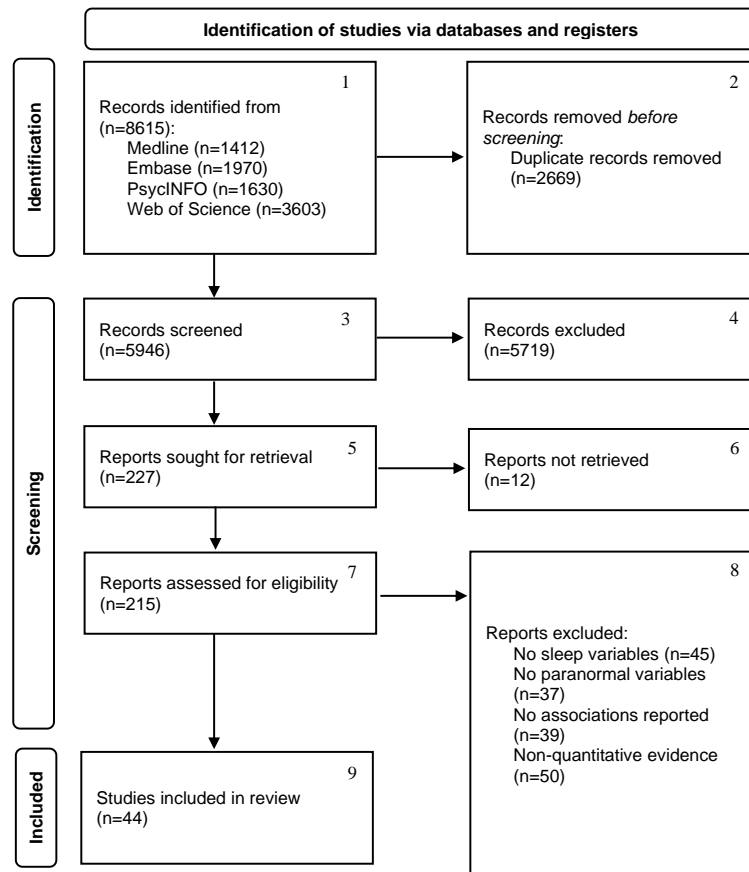 Identification of studies via databases and registers
Identification
1
Records identified from
(n=8615):
Medline (n=1412)
Embase (n=1970)
PsycINFO (n=1630)
Web of Science (n=3603)
2
Records removed before
screening:
Duplicate records removed
(n=2669)
Screening
3
Records screened
(n=5946)
4
Records excluded
(n=5719)
5
Reports sought for retrieval
(n=227)
6
Reports not retrieved
(n=12)
7
Reports assessed for eligibility
(n=215)
8
Reports excluded:
No sleep variables (n=45)
No paranormal variables
(n=37)
No associations reported
(n=39)
Non-quantitative evidence
(n=50)
Included
9
Studies included in review
(n=44)